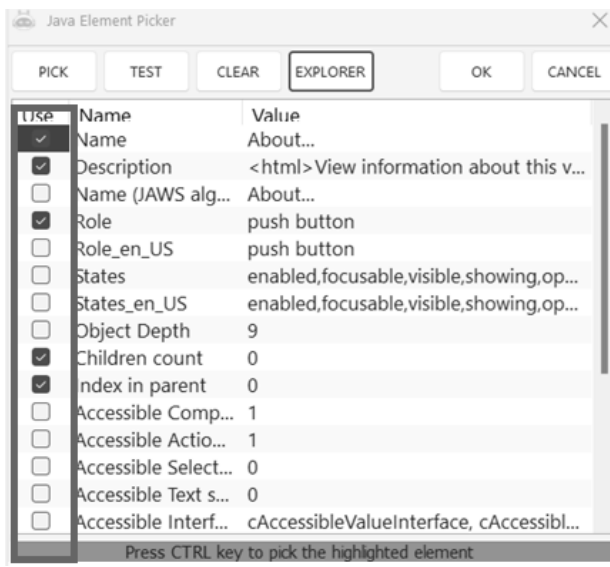 Java Element Picker
PICK TEST CLEAR EXPLORER OK CANCEL
Use Name Value
Name About...
Description <html>View information about this v...
Name (JAWS alg... About...
Role push button
Role_en_US push button
States enabled,focusable,visible,showing,op...
States_en_US enabled,focusable,visible,showing,op...
Object Depth 9
Children count 0
Index in parent 0
Accessible Comp... 1
Accessible Actio... 1
Accessible Select... 0
Accessible Text s... 0
Accessible Interf... cAccessibleValueInterface, cAccessibl...
Press CTRL key to pick the highlighted element